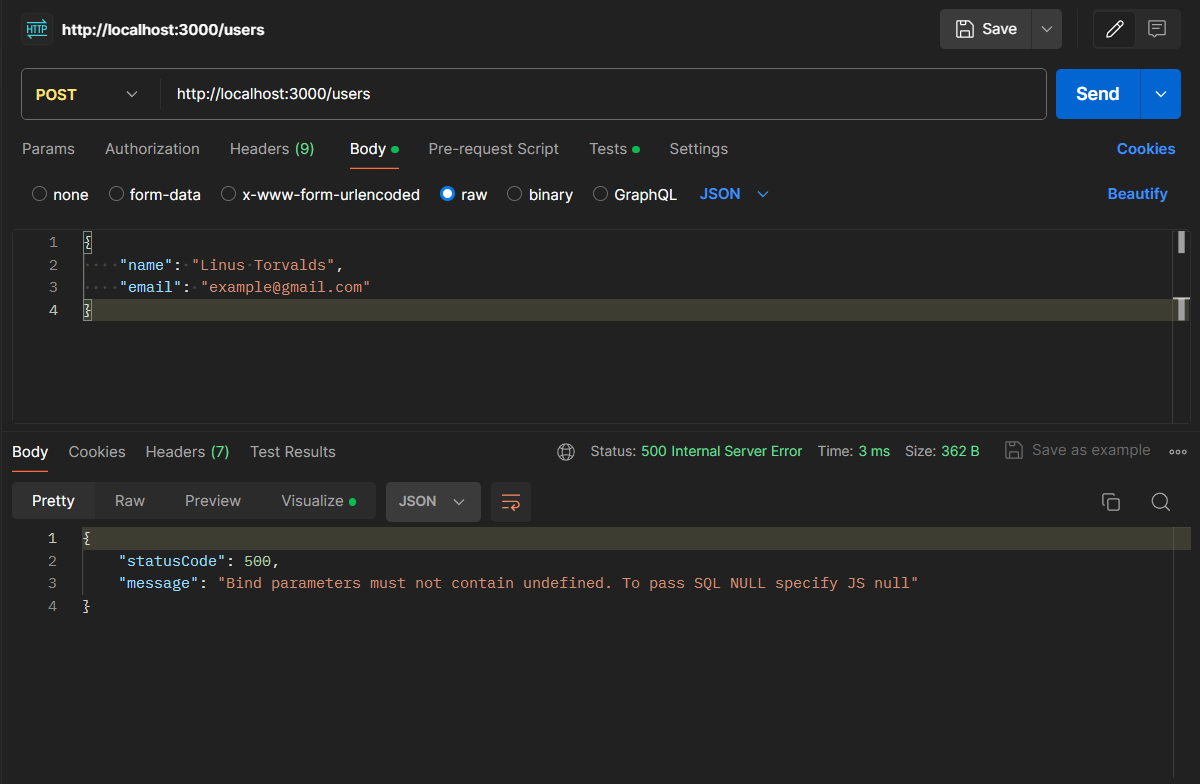 HTTP http://localhost:3000/users Save
POST http://localhost:3000/users Send
Params Authorization Headers (9) Body Pre-request Script Tests Settings Cookies
none form-data x-www-form-urlencoded raw binary GraphQL JSON Beautify
1 {
2 "name": "Linus Torvalds",
3 "email": "example@gmail.com"
4 }
Body Cookies Headers (7) Test Results Status: 500 Internal Server Error Time: 3 ms Size: 362 B Save as example
Pretty Raw Preview Visualize JSON
1 {
2 "statusCode": 500,
3 "message": "Bind parameters must not contain undefined. To pass SQL NULL specify JS null"
4 }